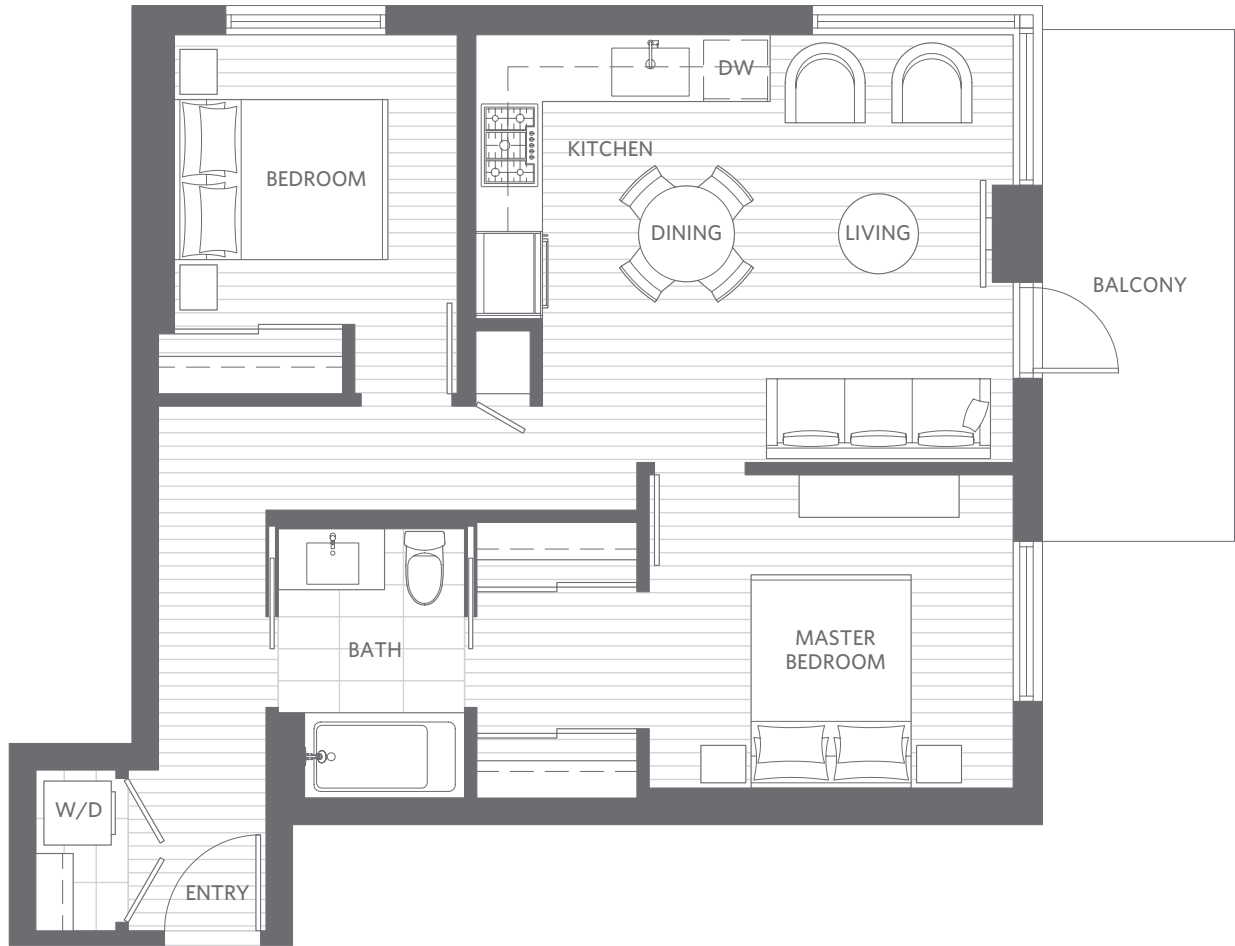 DW
KITCHEN
BEDROOM
DINING
LIVING
BALCONY
MASTER
BEDROOM
BATH
W/D
ENTRY